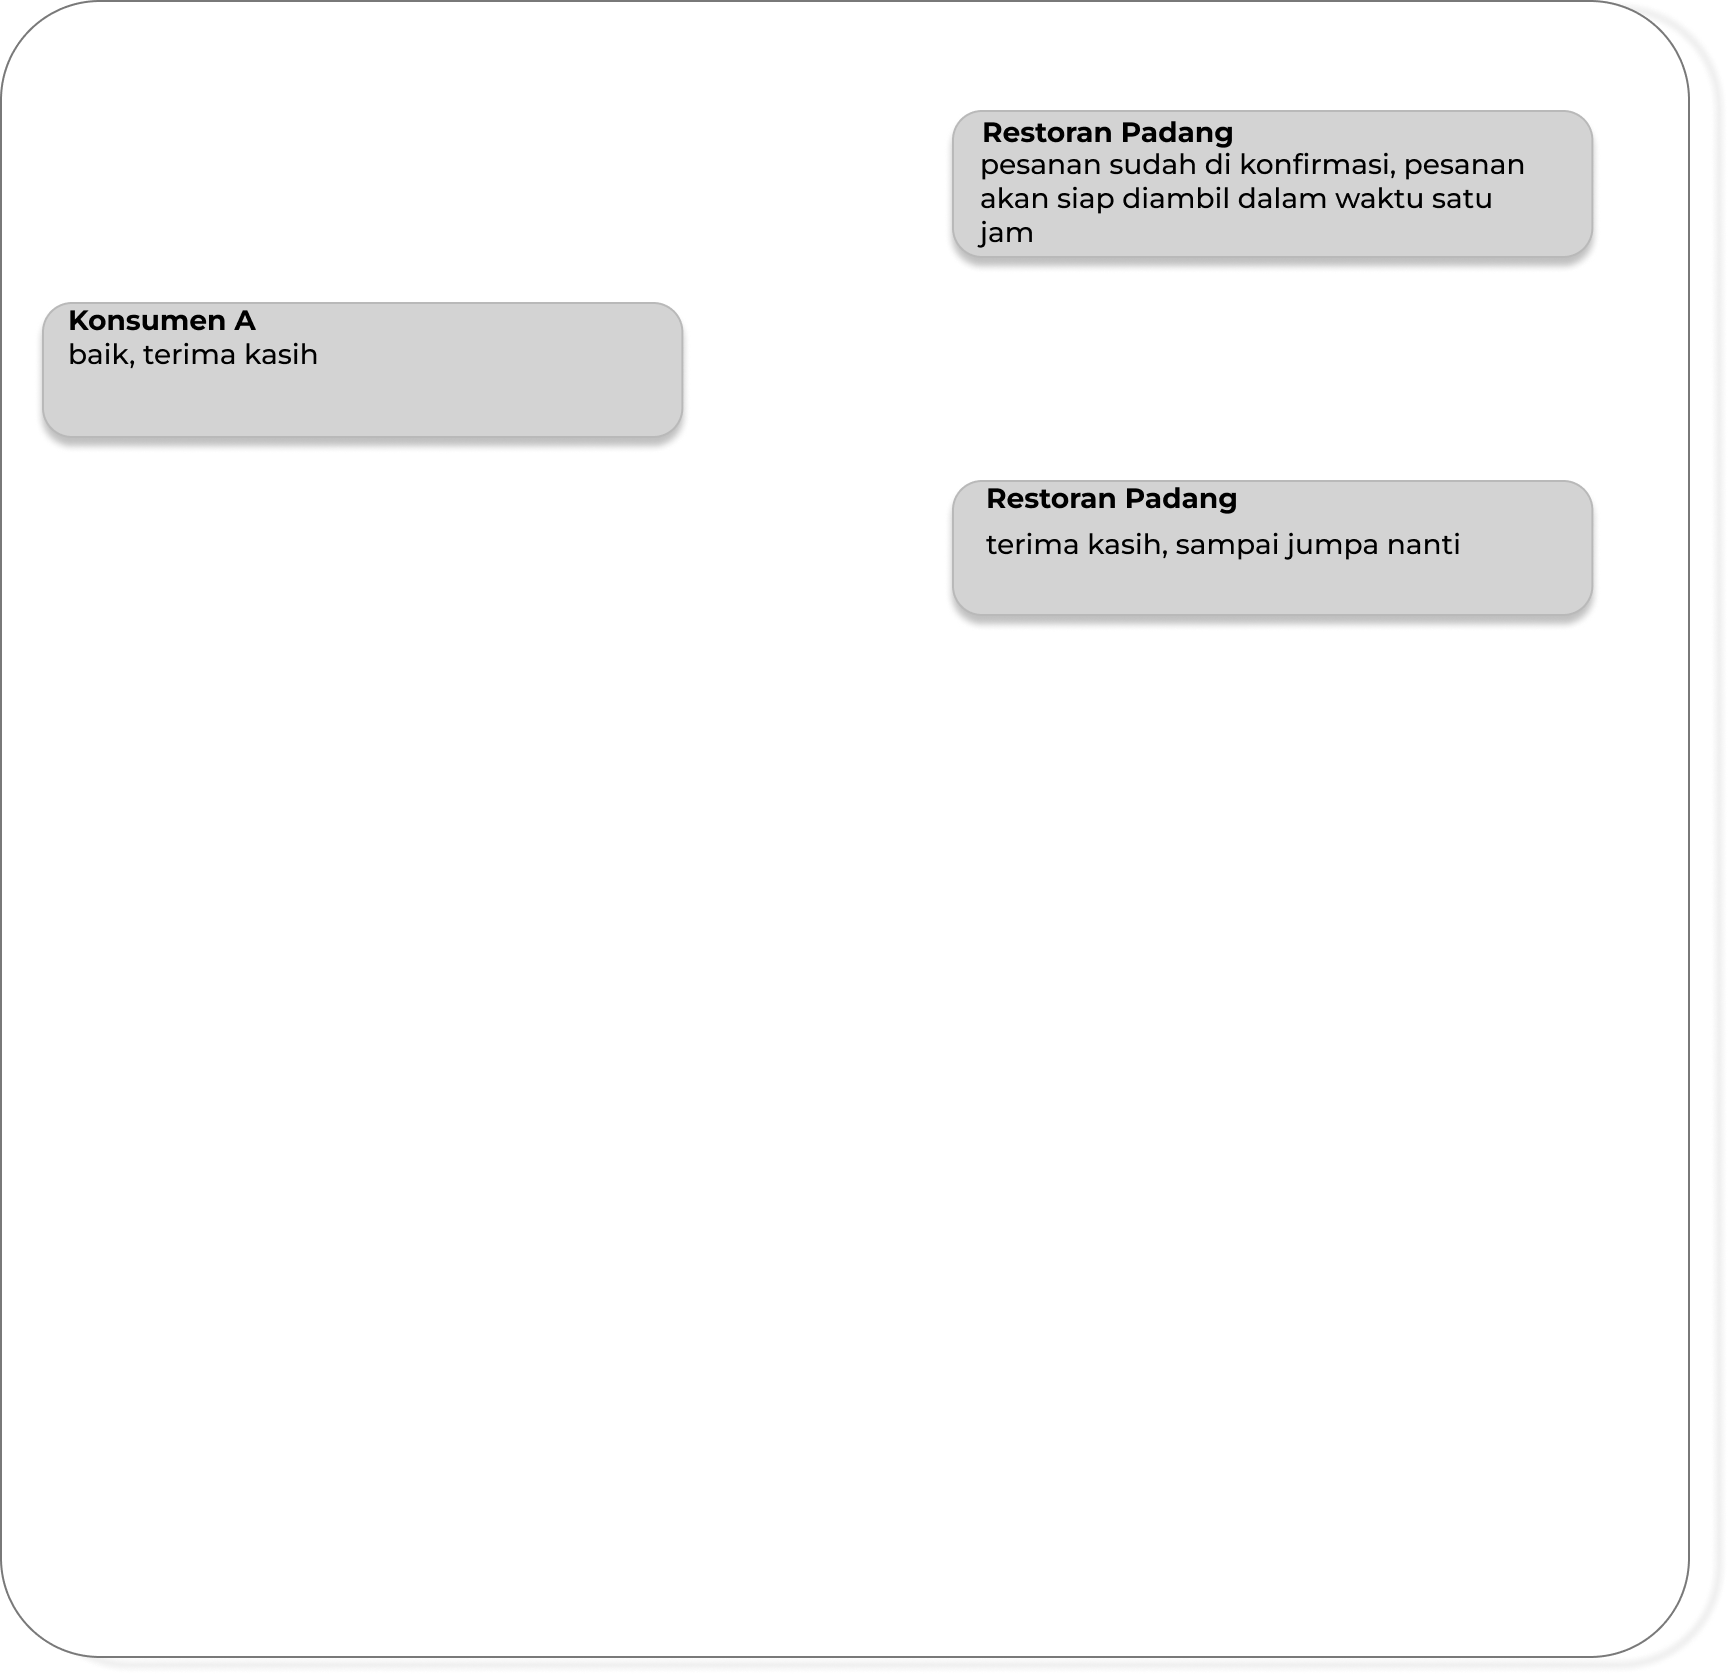 Restoran Padang
pesanan sudah di konfirmasi, pesanan
akan siap diambil dalam waktu satu
jam
Konsumen A
baik, terima kasih
Restoran Padang
terima kasih, sampai jumpa nanti